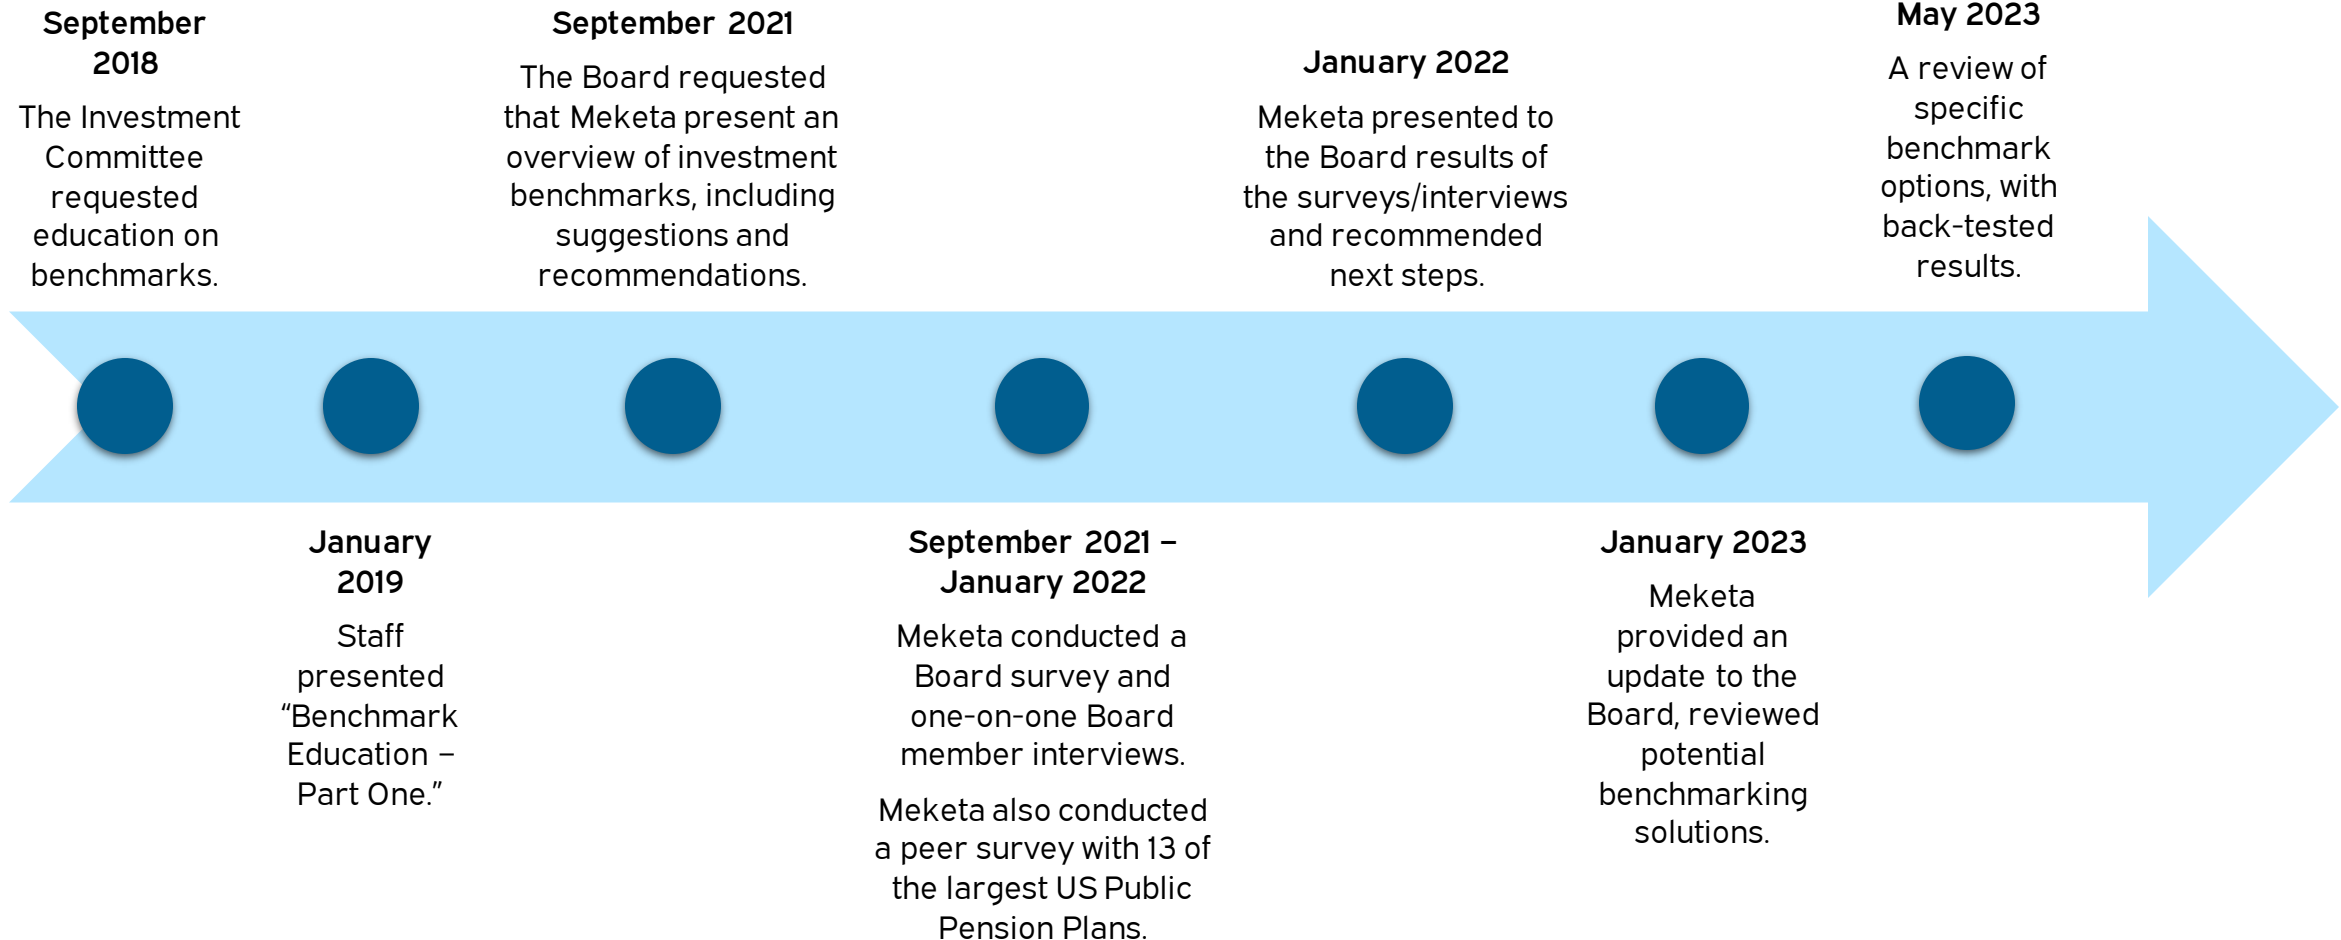 September
2018
The Investment
Committee
requested
education on
benchmarks.
January
2019
Staff
presented
“Benchmark
Education –
Part One.”
September 2021
The Board requested
that Meketa present an
overview of investment
benchmarks, including
suggestions and
recommendations.
September 2021 –
January 2022
Meketa conducted a
Board survey and
one-on-one Board
member interviews.
Meketa also conducted
a peer survey with 13 of
the largest US Public
Pension Plans.
January 2022
Meketa presented to
the Board results of
the surveys/interviews
and recommended
next steps.
January 2023
Meketa
provided an
update to the
Board, reviewed
potential
benchmarking
solutions.
May 2023
A review of
specific
benchmark
options, with
back-tested
results.